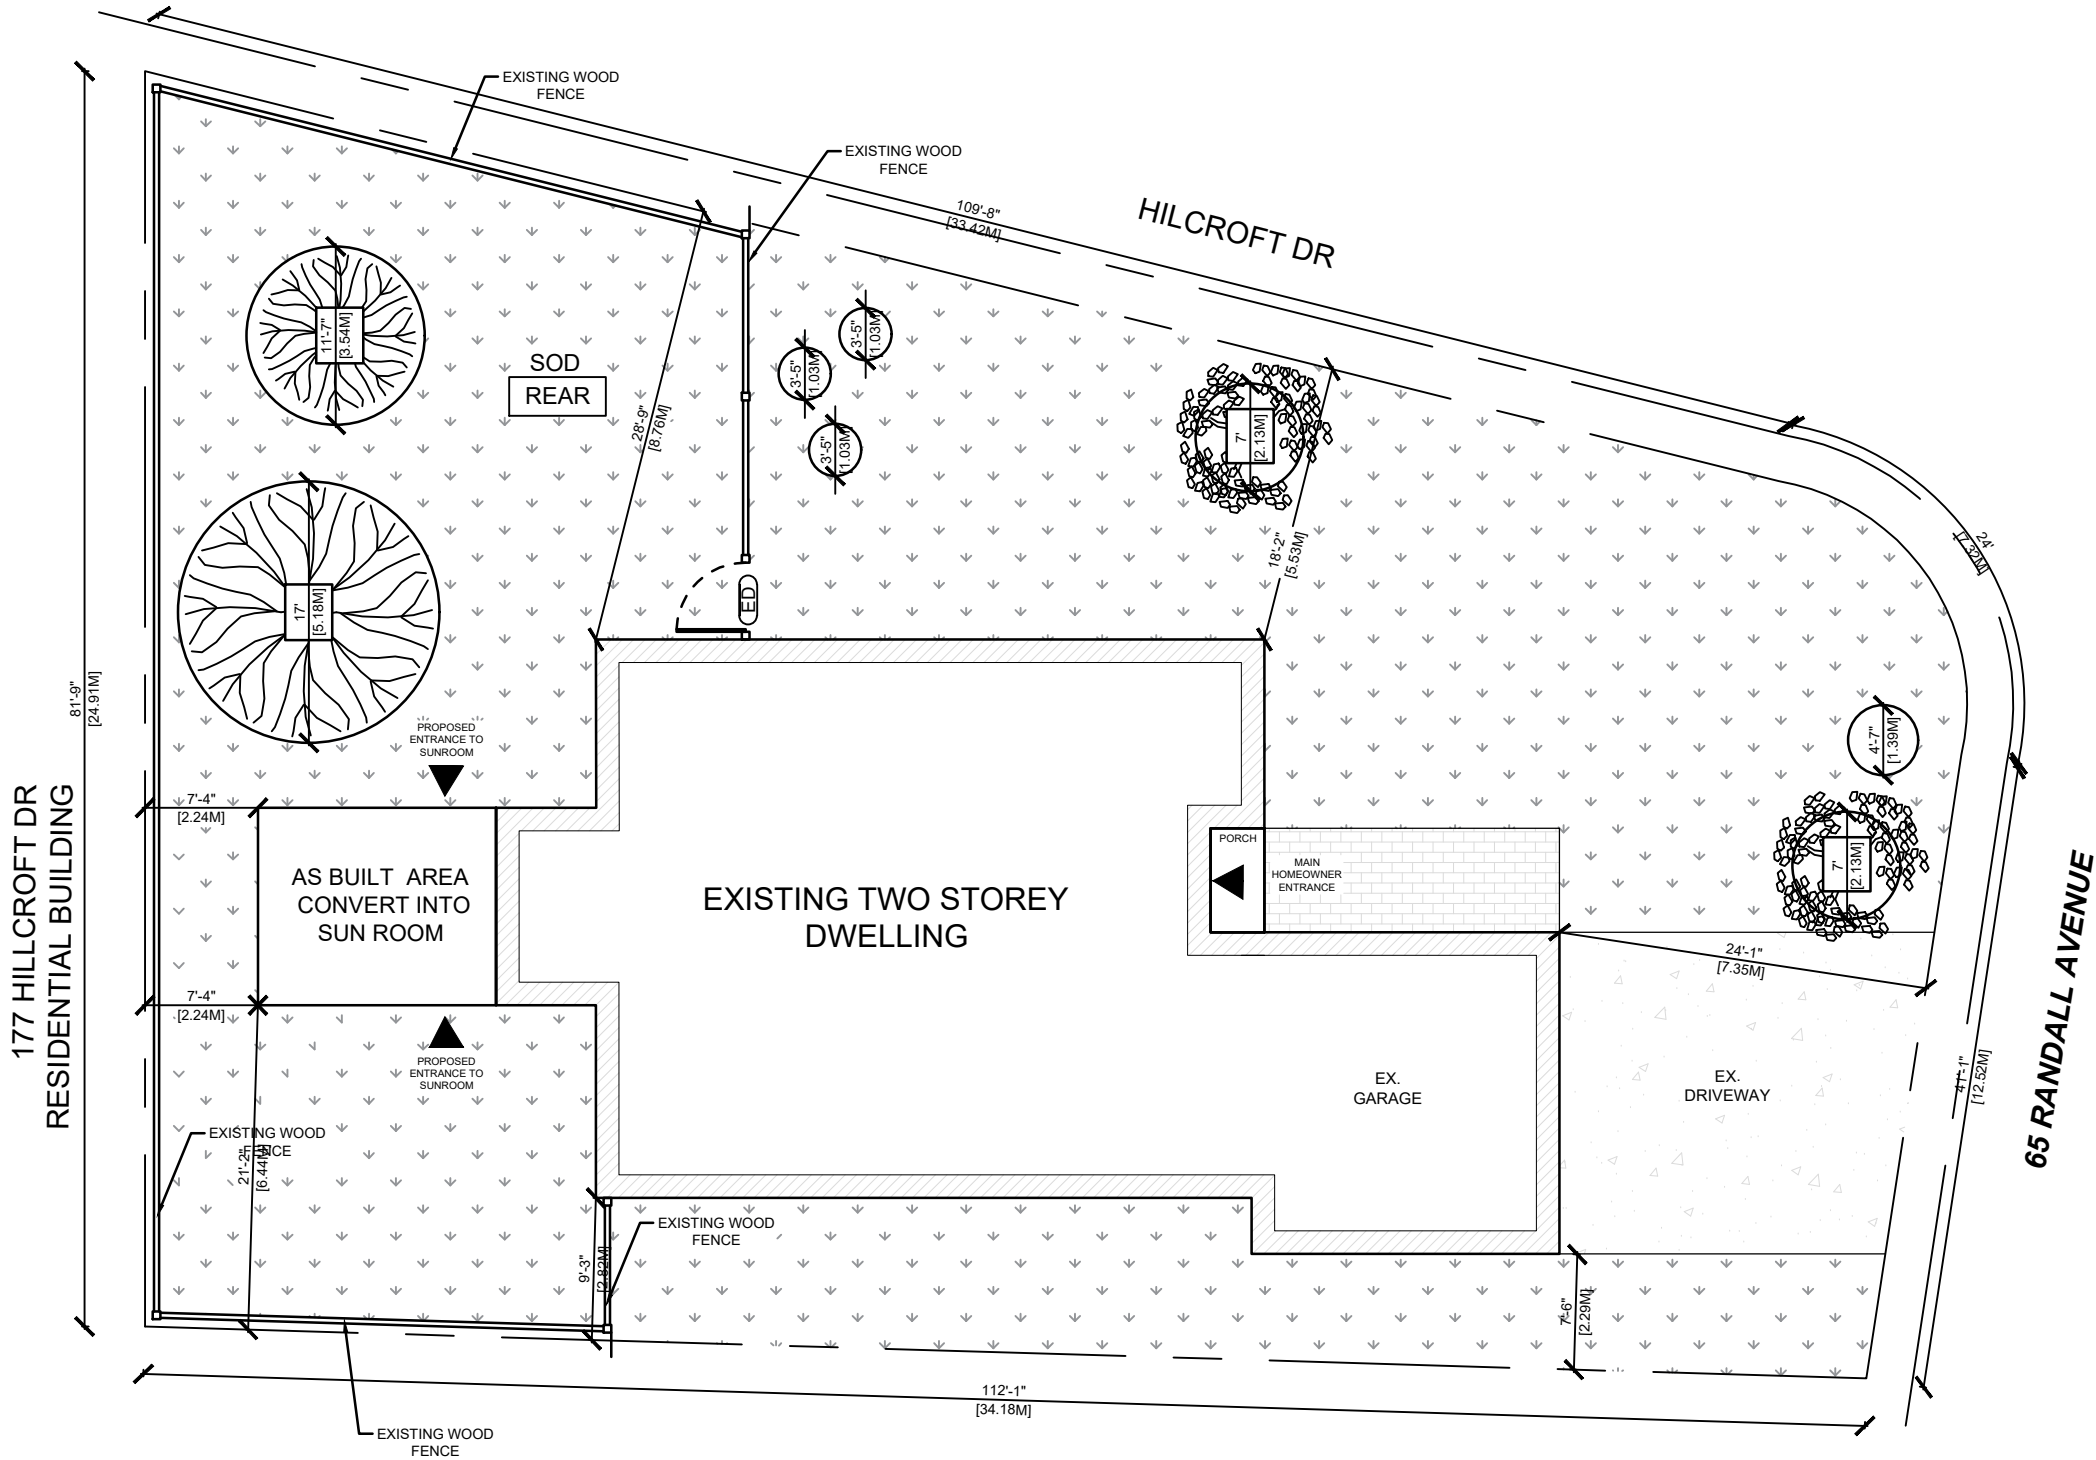 EXISTING WOOD
FENCE
EXISTING WOOD
FENCE
109'-8"
[33.42M]
HILCROFT DR
11'-7"
[3.54M]
3'-5"
[1.03M]
3'-5"
[1.03M]
3'-5"
[1.03M]
SOD
REAR
28'-9"
[8.76M]
7'
[2.13M]
18'-2"
[5.53M]
24'
[7.32M]
17'
[5.18M]
ED
81'-9"
[24.91M]
PROPOSED
ENTRANCE TO
SUNROOM
4'-7"
[1.39M]
7'-4"
[2.24M]
177 HILLCROFT DR
RESIDENTIAL BUILDING
AS BUILT AREA
CONVERT INTO
SUN ROOM
EXISTING TWO STOREY
DWELLING
PORCH
MAIN
HOMEOWNER
ENTRANCE
7'
[2.13M]
24'-1"
[7.35M]
65 RANDALL AVENUE
7'-4"
[2.24M]
PROPOSED
ENTRANCE TO
SUNROOM
EX.
GARAGE
EX.
DRIVEWAY
41'-1"
[12.52M]
EXISTING WOOD
FENCE
21'-2"
[6.44M]
EXISTING WOOD
FENCE
9'-3"
[2.82M]
7'-6"
[2.29M]
112'-1"
[34.18M]
EXISTING WOOD
FENCE